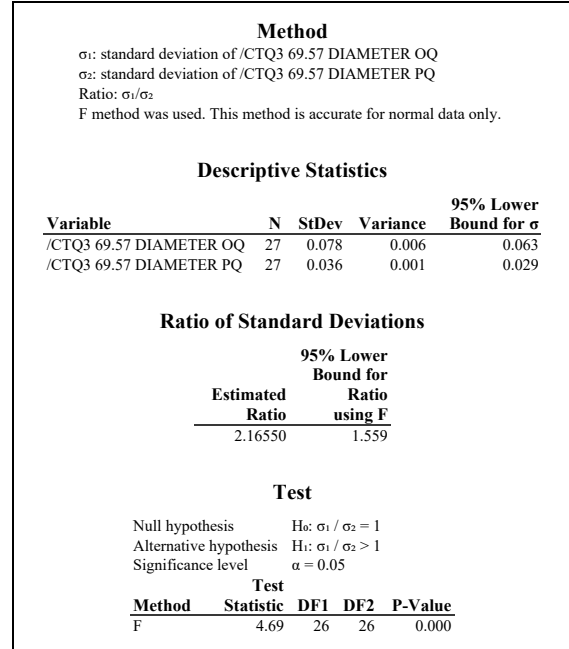 Method
σ₁: standard deviation of /CTQ3 69.57 DIAMETER OQ
σ₂: standard deviation of /CTQ3 69.57 DIAMETER PQ
Ratio: σ₁/σ₂
F method was used. This method is accurate for normal data only.
Descriptive Statistics
95% Lower
Variable N StDev Variance Bound for σ
/CTQ3 69.57 DIAMETER OQ 27 0.078 0.006 0.063
/CTQ3 69.57 DIAMETER PQ 27 0.036 0.001 0.029
Ratio of Standard Deviations
95% Lower
Bound for
Estimated Ratio
Ratio using F
2.16550 1.559
Test
Null hypothesis H₀: σ₁ / σ₂ = 1
Alternative hypothesis H₁: σ₁ / σ₂ > 1
Significance level α = 0.05
Test
Method Statistic DF1 DF2 P-Value
F 4.69 26 26 0.000